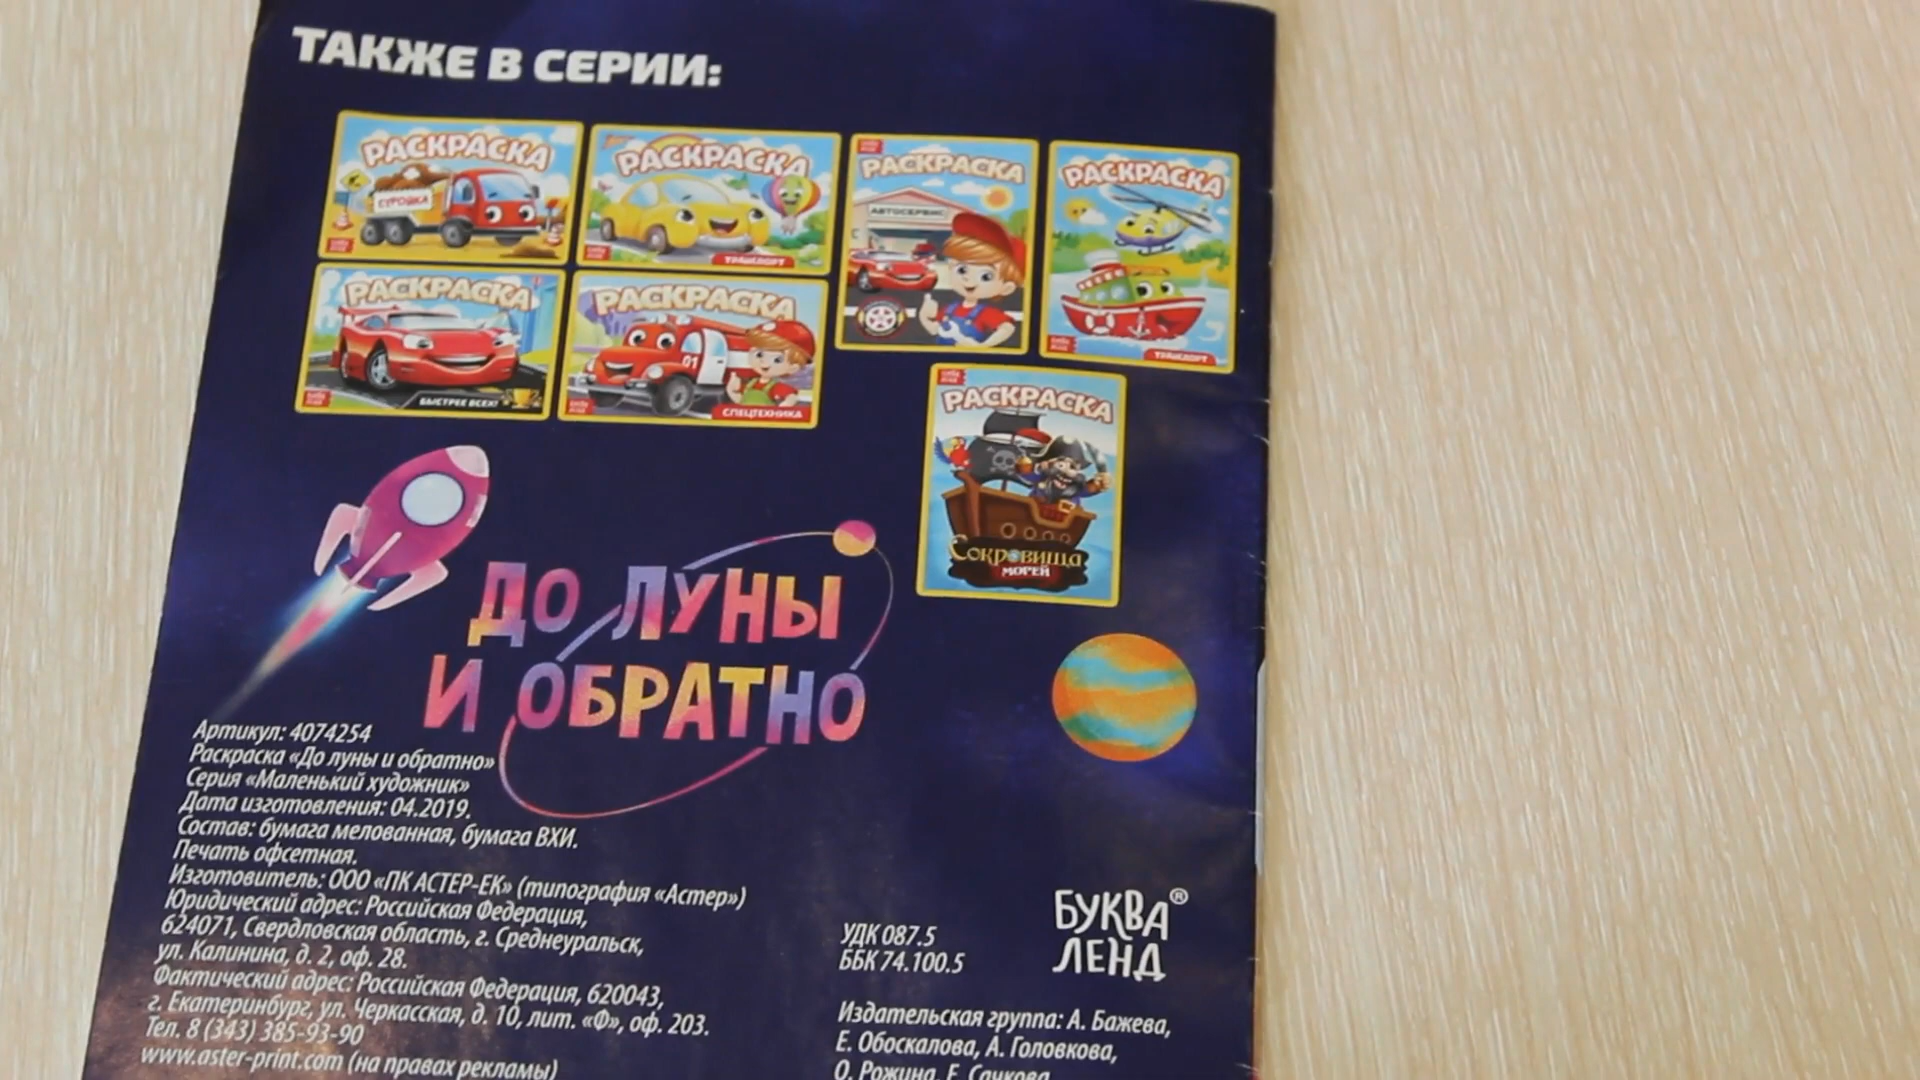 ТАКЖЕ В СЕРИИ:
РАСКРАСКА
СТРОЙКА
РАСКРАСКА
ТРАНСПОРТ
РАСКРАСКА
АВТОСЕРВИС
РАСКРАСКА
ТРАНСПОРТ
РАСКРАСКА
БЫСТРЕЕ ВСЕХ!
РАСКРАСКА
01
СПЕЦТЕХНИКА
РАСКРАСКА
СОКРОВИЩА
МОРЕЙ
ДО ЛУНЫ
И ОБРАТНО
Артикул: 4074254
Раскраска «До луны и обратно»
Серия «Маленький художник»
Дата изготовления: 04.2019.
Состав: бумага мелованная, бумага ВХИ.
Печать офсетная.
Изготовитель: ООО «ПК АСТЕР-ЕК» (типография «Астер»)
Юридический адрес: Российская Федерация,
624071, Свердловская область, г. Среднеуральск,
ул. Калинина, д. 2, оф. 28.
Фактический адрес: Российская Федерация, 620043,
г. Екатеринбург, ул. Черкасская, д. 10, лит. «Ф», оф. 203.
Тел. 8 (343) 385-93-90
www.aster-print.com (на правах рекламы)
УДК 087.5
ББК 74.100.5
БУКВА®
ЛЕНД
Издательская группа: А. Бажева,
Е. Обоскалова, А. Головкова,
О. Рожина, Е. Сачкова